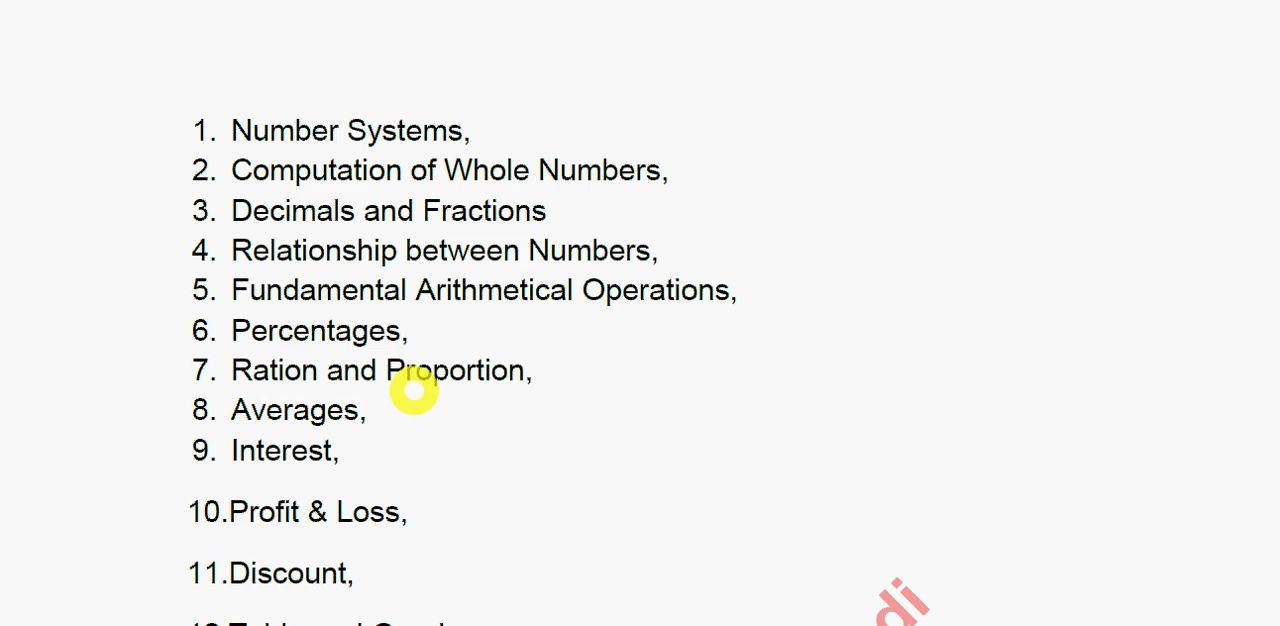 1. Number Systems,
2. Computation of Whole Numbers,
3. Decimals and Fractions
4. Relationship between Numbers,
5. Fundamental Arithmetical Operations,
6. Percentages,
7. Ration and Proportion,
8. Averages,
9. Interest,
10.Profit & Loss,
11.Discount,
di